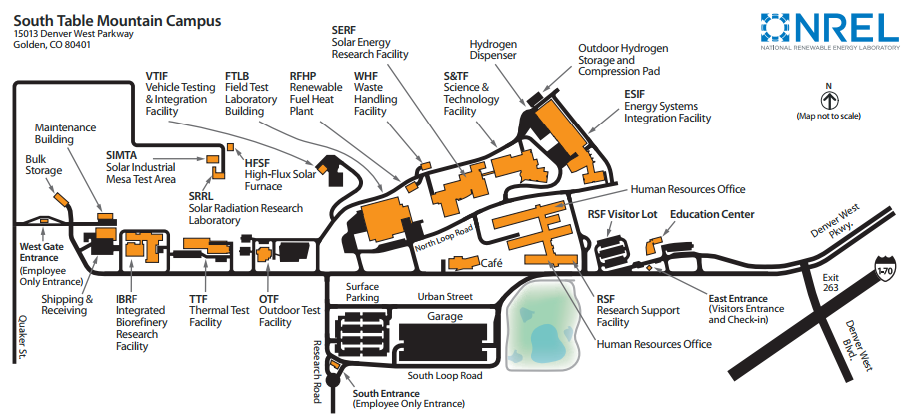 South Table Mountain Campus
15013 Denver West Parkway
Golden, CO 80401
NREL
NATIONAL RENEWABLE ENERGY LABORATORY
N
(Map not to scale)
SERF
Solar Energy
Research Facility
Hydrogen
Dispenser
Outdoor Hydrogen
Storage and
Compression Pad
VTIF
Vehicle Testing
& Integration
Facility
FTLB
Field Test
Laboratory
Building
RFHP
Renewable
Fuel Heat
Plant
WHF
Waste
Handling
Facility
S&TF
Science &
Technology
Facility
ESIF
Energy Systems
Integration Facility
Maintenance
Building
Bulk
Storage
SIMTA
Solar Industrial
Mesa Test Area
HFSF
High-Flux Solar
Furnace
SRRL
Solar Radiation Research
Laboratory
Human Resources Office
RSF Visitor Lot
Education Center
Denver West
Pkwy.
North Loop Road
Café
West Gate
Entrance
(Employee
Only Entrance)
Shipping &
Receiving
IBRF
Integrated
Biorefinery
Research
Facility
TTF
Thermal Test
Facility
OTF
Outdoor Test
Facility
Surface
Parking
Urban Street
Garage
South Loop Road
RSF
Research Support
Facility
Human Resources Office
East Entrance
(Visitors Entrance
and Check-in)
Exit
263
I-70
Denver West
Blvd.
Quaker St.
Research Road
South Entrance
(Employee Only Entrance)